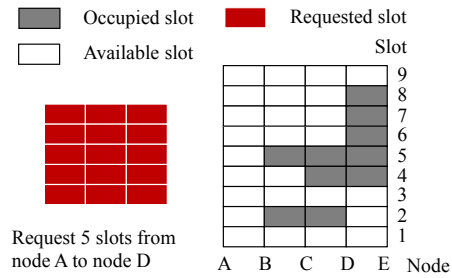 Occupied slot
Requested slot
Available slot
Slot
9
8
7
6
5
4
3
2
1
A B C D E Node
Request 5 slots from
node A to node D